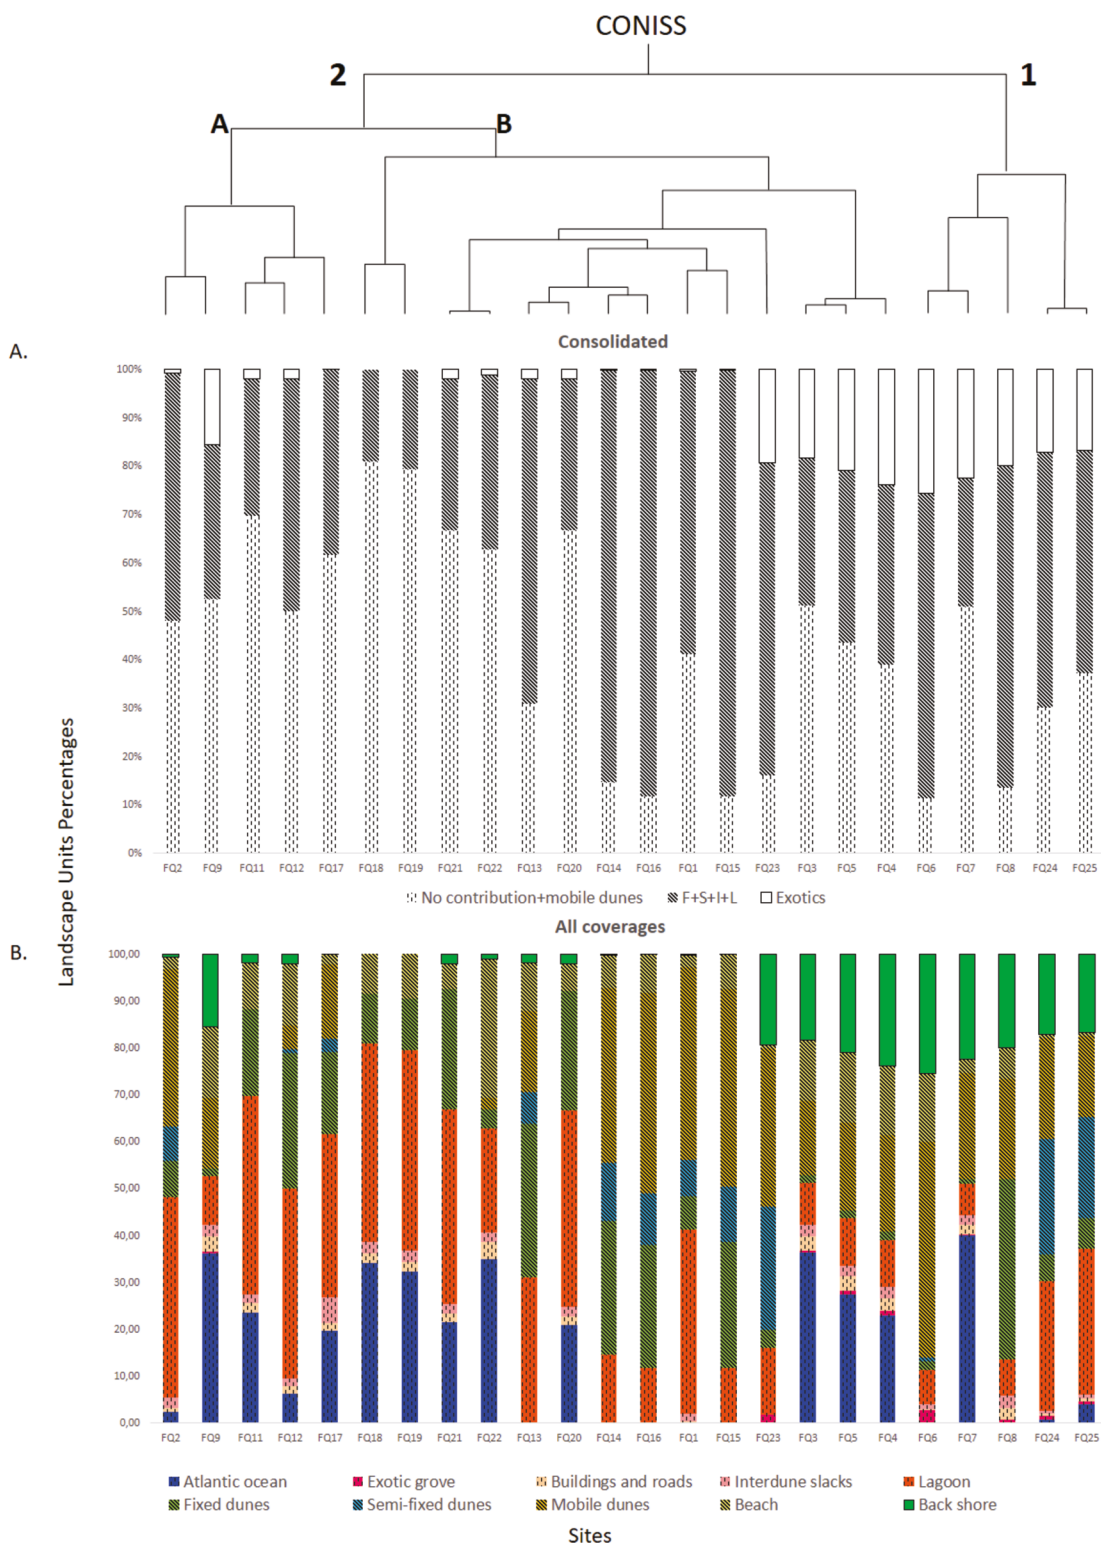 CONISS
2
1
A
B
A.
Consolidated
100%
90%
80%
70%
60%
50%
40%
30%
20%
10%
0%
FQ2 FQ9 FQ11 FQ12 FQ17 FQ18 FQ19 FQ21 FQ22 FQ13 FQ20 FQ14 FQ16 FQ1 FQ15 FQ23 FQ3 FQ5 FQ4 FQ6 FQ7 FQ8 FQ24 FQ25
No contribution+mobile dunes F+S+I+L Exotics
Landscape Units Percentages
B.
All coverages
100,00
90,00
80,00
70,00
60,00
50,00
40,00
30,00
20,00
10,00
0,00
FQ2 FQ9 FQ11 FQ12 FQ17 FQ18 FQ19 FQ21 FQ22 FQ13 FQ20 FQ14 FQ16 FQ1 FQ15 FQ23 FQ3 FQ5 FQ4 FQ6 FQ7 FQ8 FQ24 FQ25
Atlantic ocean Exotic grove Buildings and roads Interdune slacks Lagoon
Fixed dunes Semi-fixed dunes Mobile dunes Beach Back shore
Sites